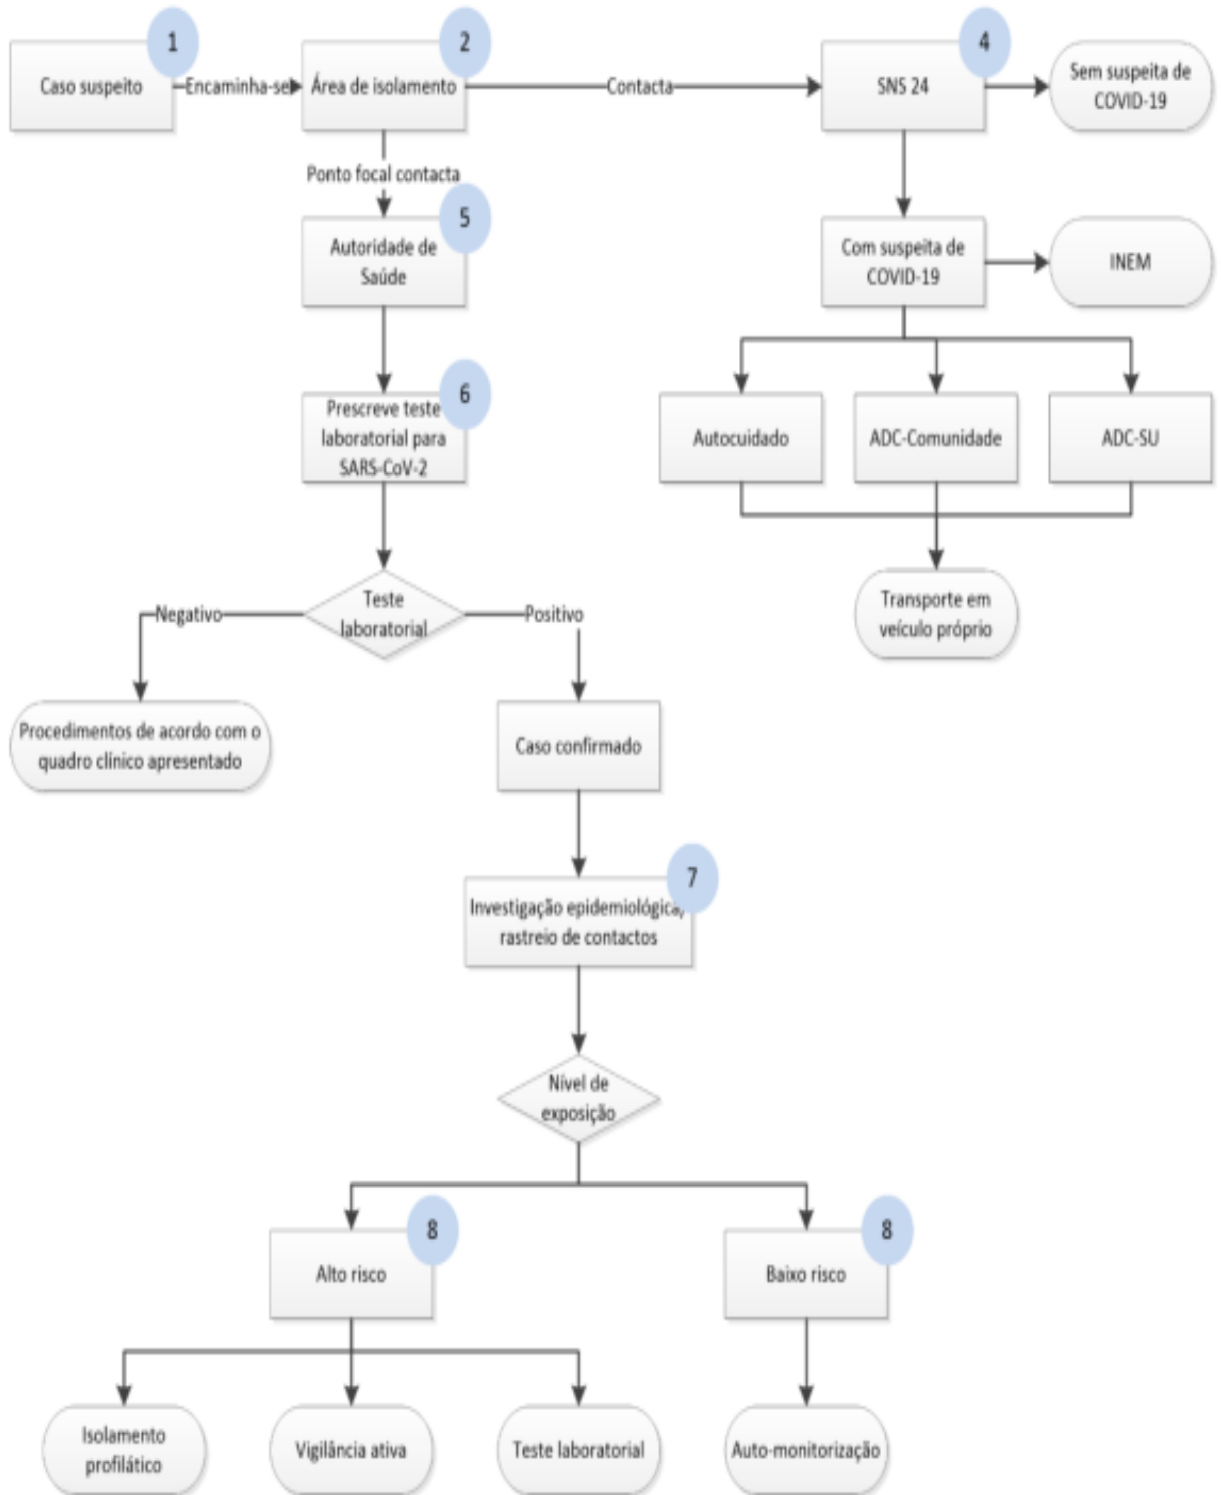 1
2
4
Caso suspeito
Encaminha-se
Área de isolamento
Contacta
SNS 24
Sem suspeita de
COVID-19
Ponto focal contacta
5
Autoridade de
Saúde
Com suspeita de
COVID-19
INEM
6
Prescreve teste
laboratorial para
SARS-CoV-2
Autocuidado
ADC-Comunidade
ADC-SU
Negativo
Teste
laboratorial
Positivo
Transporte em
veículo próprio
Procedimentos de acordo com o
quadro clínico apresentado
Caso confirmado
7
Investigação epidemiológica/
rastreio de contactos
Nível de
exposição
8
8
Alto risco
Baixo risco
Isolamento
profilático
Vigilância ativa
Teste laboratorial
Auto-monitorização